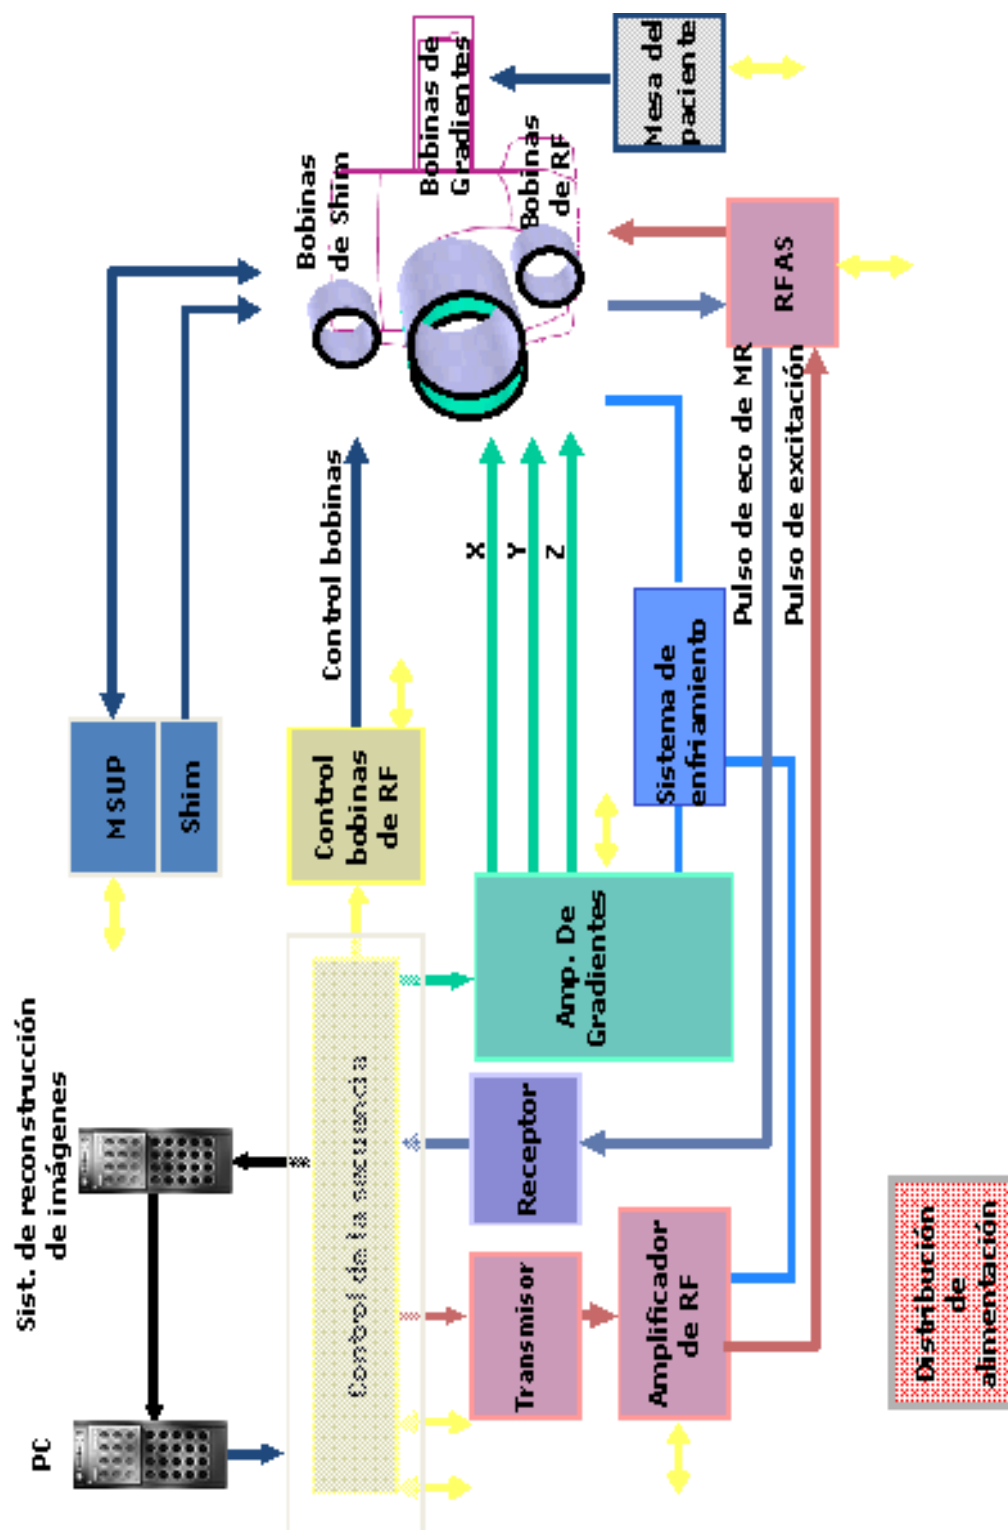 PC
Sist. de reconstrucción
de imágenes
MSUP
Shim
Bobinas
de Shim
Bobinas de
Gradientes
Bobinas
de RF
Mesa del
paciente
Control de la secuencia
Control
bobinas
de RF
Control bobinas
X
Y
Z
Transmisor
Receptor
Amp. De
Gradientes
Sistema de
enfriamiento
Amplificador
de RF
RFAS
Pulso de eco de MR
Pulso de excitación
Distribución
de
alimentación